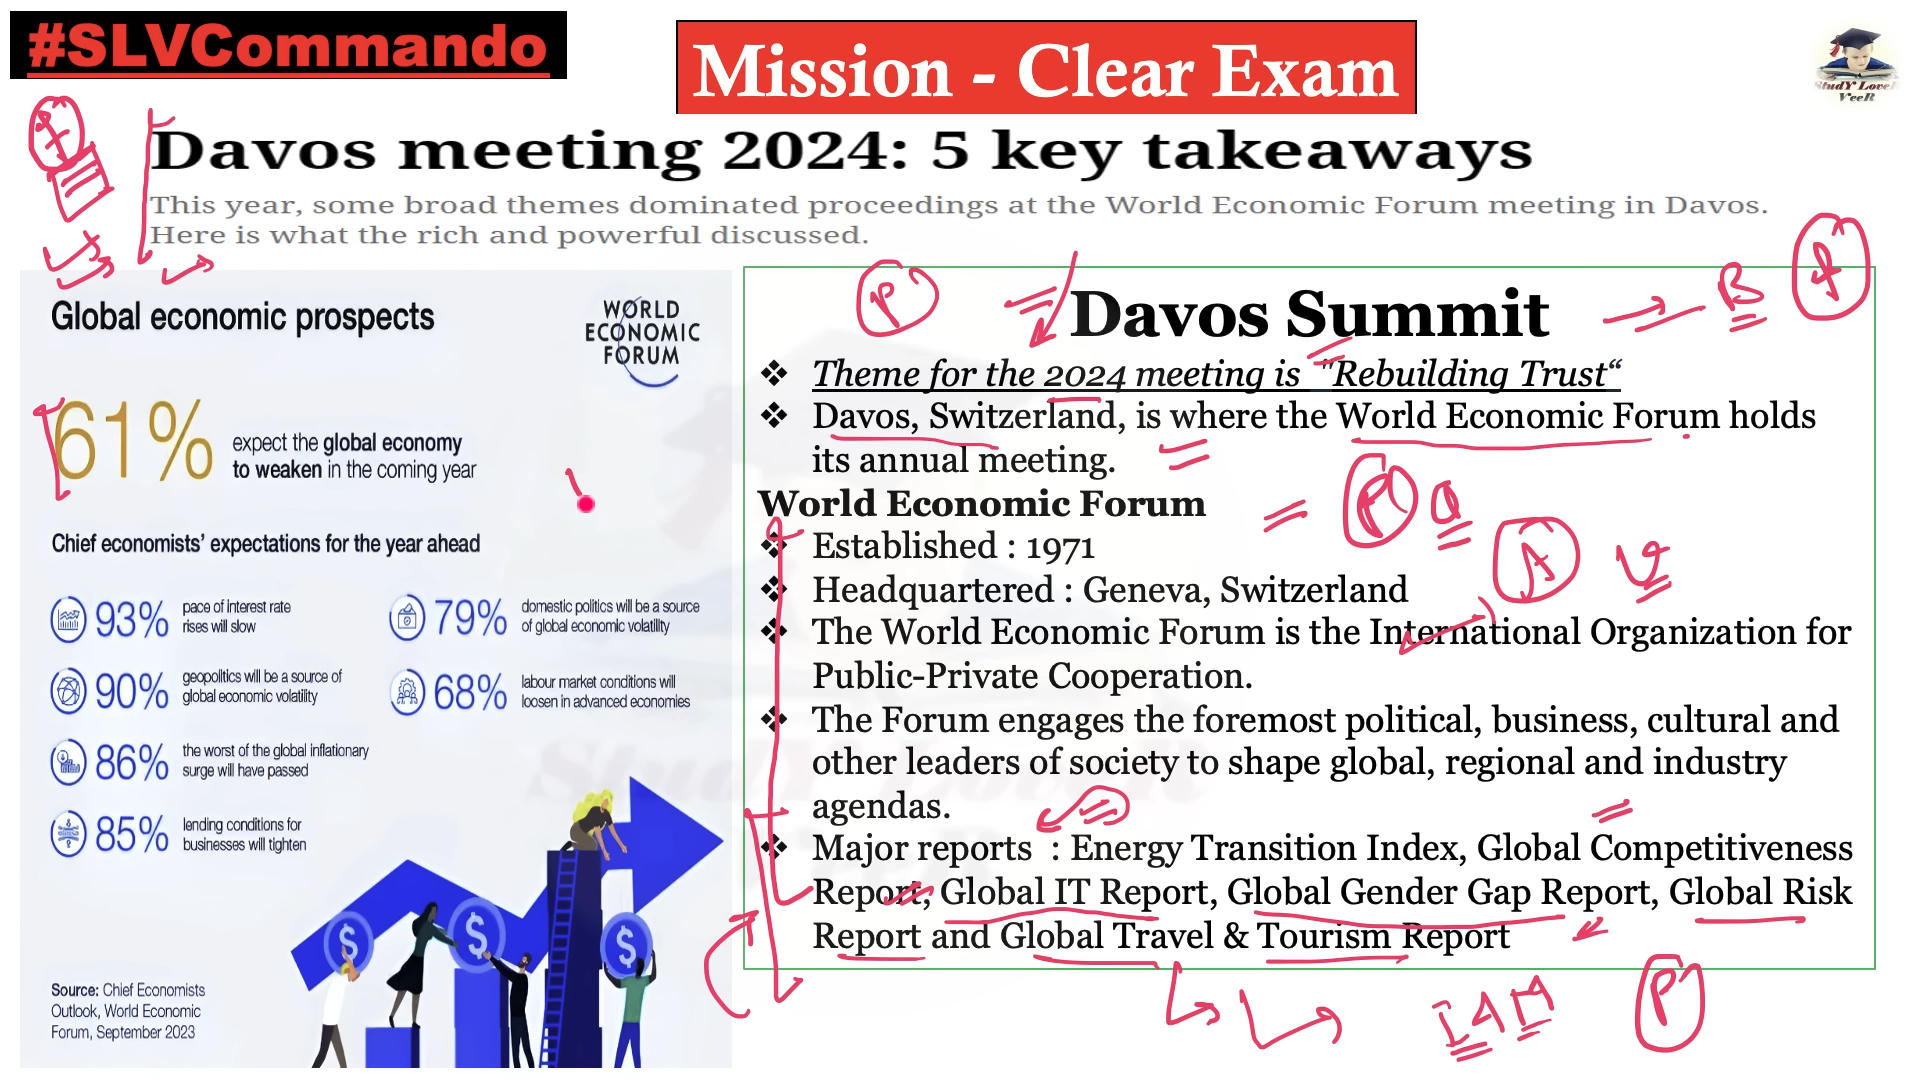 #SLVCommando
Mission - Clear Exam
StudY LoveR
VeeR
Davos meeting 2024: 5 key takeaways
This year, some broad themes dominated proceedings at the World Economic Forum meeting in Davos.
Here is what the rich and powerful discussed.
Global economic prospects
WORLD
ECONOMIC
FORUM
61%
expect the global economy
to weaken in the coming year
Chief economists' expectations for the year ahead
93%
pace of interest rate
rises will slow
79%
domestic politics will be a source
of global economic volatility
90%
geopolitics will be a source of
global economic volatility
68%
labour market conditions will
loosen in advanced economies
86%
the worst of the global inflationary
surge will have passed
85%
lending conditions for
businesses will tighten
Source: Chief Economists
Outlook, World Economic
Forum, September 2023
Davos Summit
❖ Theme for the 2024 meeting is "Rebuilding Trust“
❖ Davos, Switzerland, is where the World Economic Forum holds
its annual meeting.
World Economic Forum
❖ Established : 1971
❖ Headquartered : Geneva, Switzerland
❖ The World Economic Forum is the International Organization for
Public-Private Cooperation.
❖ The Forum engages the foremost political, business, cultural and
other leaders of society to shape global, regional and industry
agendas.
❖ Major reports : Energy Transition Index, Global Competitiveness
Report, Global IT Report, Global Gender Gap Report, Global Risk
Report and Global Travel & Tourism Report
StudY LoveR
VeeR
P
B
P
P